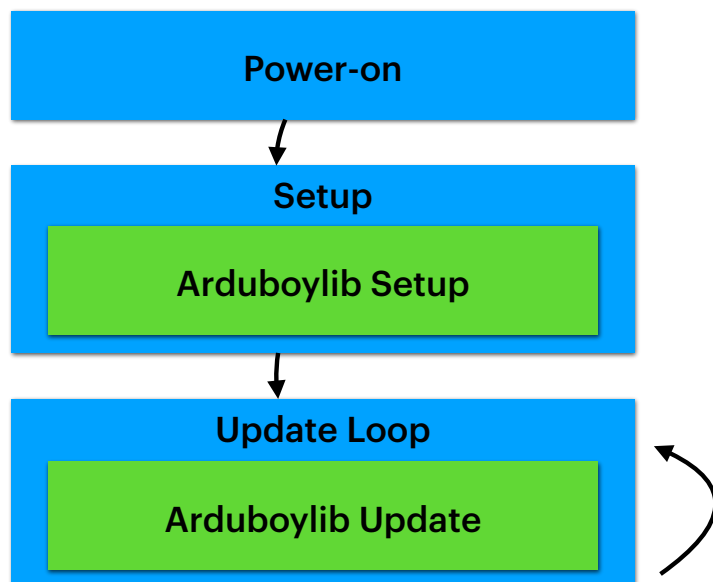 Power-on
Setup
Arduboylib Setup
Update Loop
Arduboylib Update